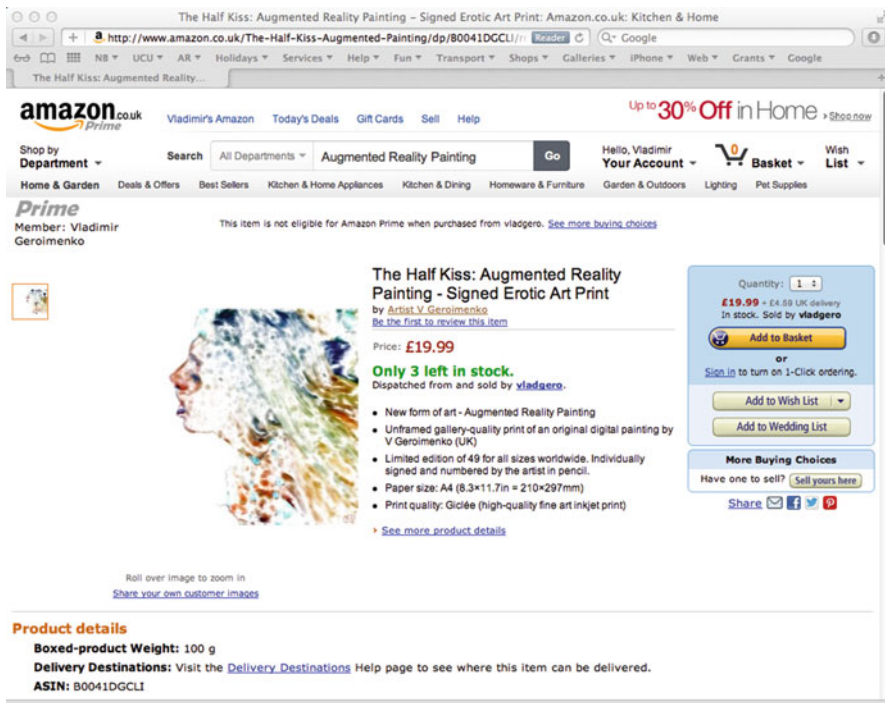 The Half Kiss: Augmented Reality Painting – Signed Erotic Art Print: Amazon.co.uk: Kitchen & Home
http://www.amazon.co.uk/The-Half-Kiss-Augmented-Painting/dp/B0041DGCLI/ Reader Google
NB UCU AR Holidays Services Help Fun Transport Shops Galleries iPhone Web Grants Google
The Half Kiss: Augmented Reality...
amazon.co.uk Prime Vladimir's Amazon Today's Deals Gift Cards Sell Help Up to 30% Off in Home › Shop now
Shop by Department Search All Departments Augmented Reality Painting Go Hello, Vladimir Your Account 0 Basket Wish List
Home & Garden Deals & Offers Best Sellers Kitchen & Home Appliances Kitchen & Dining Homeware & Furniture Garden & Outdoors Lighting Pet Supplies
Prime
Member: Vladimir
Geroimenko
This item is not eligible for Amazon Prime when purchased from vladgero. See more buying choices
The Half Kiss: Augmented Reality
Painting - Signed Erotic Art Print
by Artist V Geroimenko
Be the first to review this item
Price: £19.99
Only 3 left in stock.
Dispatched from and sold by vladgero.
• New form of art - Augmented Reality Painting
• Unframed gallery-quality print of an original digital painting by
V Geroimenko (UK)
• Limited edition of 49 for all sizes worldwide. Individually
signed and numbered by the artist in pencil.
• Paper size: A4 (8.3×11.7in = 210×297mm)
• Print quality: Giclée (high-quality fine art inkjet print)
› See more product details
Quantity: 1
£19.99 + £4.59 UK delivery
In stock. Sold by vladgero
Add to Basket
or
Sign in to turn on 1-Click ordering.
Add to Wish List
Add to Wedding List
More Buying Choices
Have one to sell? Sell yours here
Share
Roll over image to zoom in
Share your own customer images
Product details
Boxed-product Weight: 100 g
Delivery Destinations: Visit the Delivery Destinations Help page to see where this item can be delivered.
ASIN: B0041DGCLI